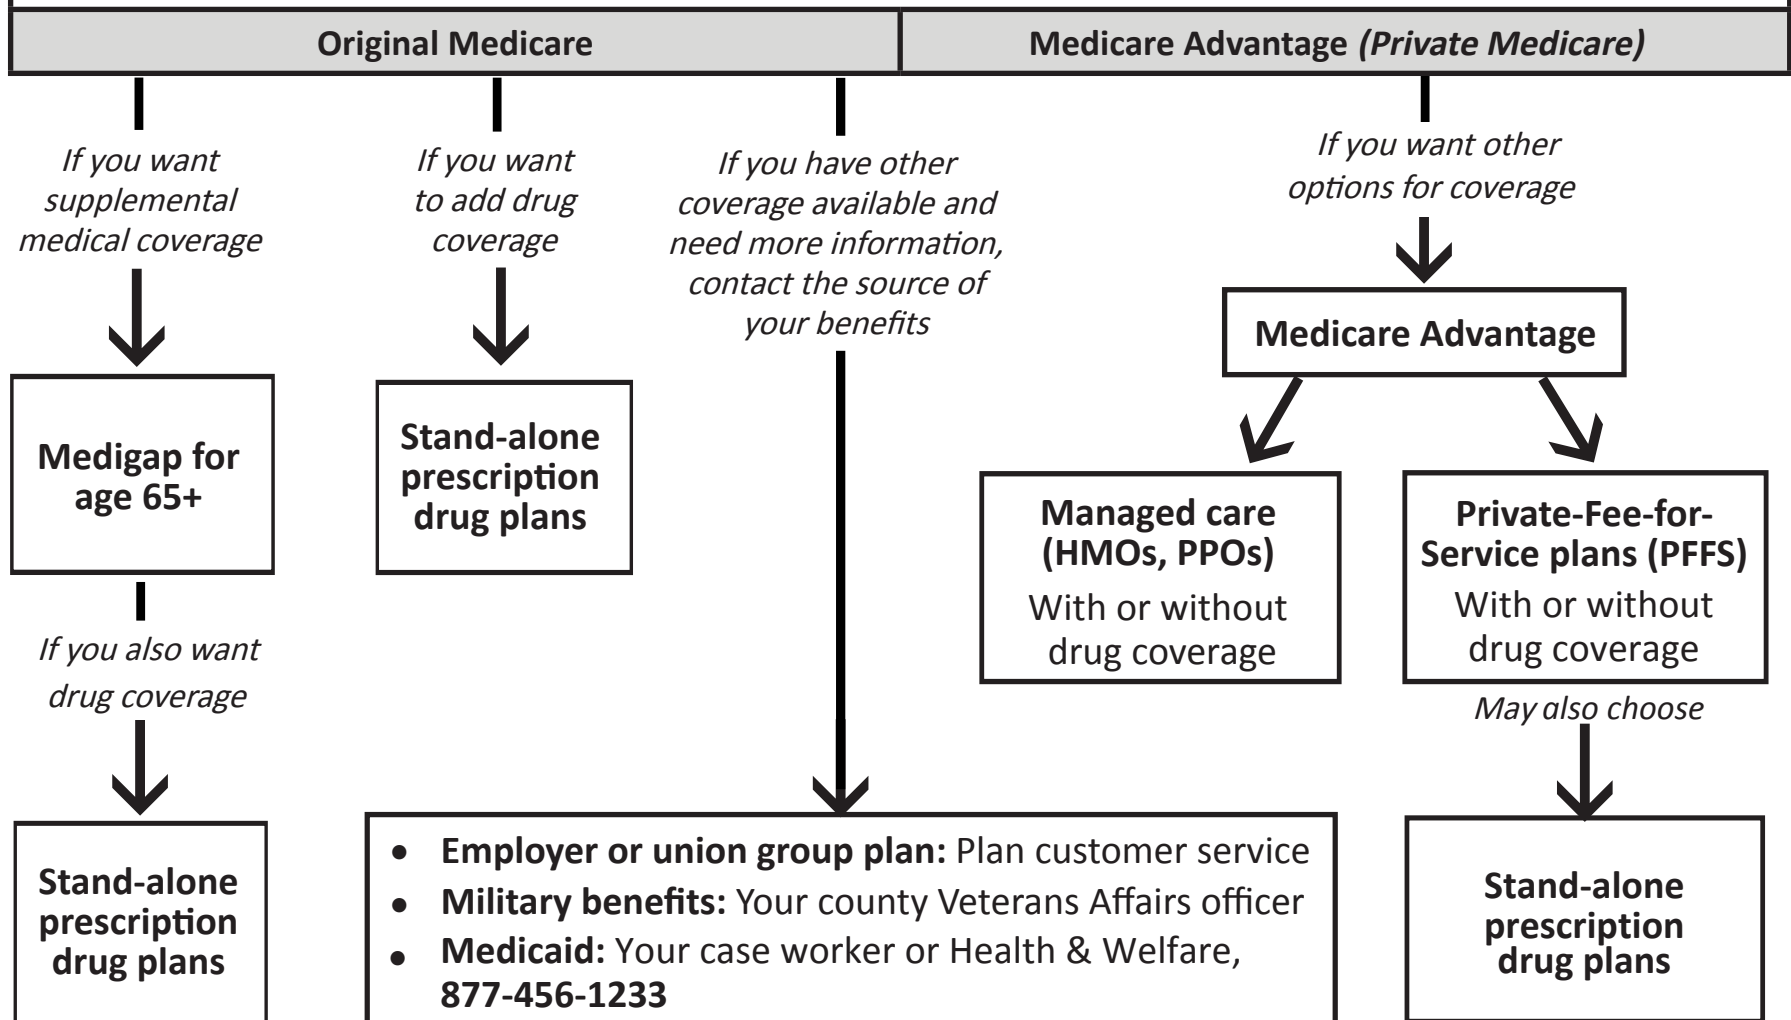 Original Medicare
Medicare Advantage (Private Medicare)
If you want
supplemental
medical coverage
Medigap for
age 65+
If you also want
drug coverage
Stand-alone
prescription
drug plans
If you want
to add drug
coverage
Stand-alone
prescription
drug plans
If you have other
coverage available and
need more information,
contact the source of
your benefits
• Employer or union group plan: Plan customer service
• Military benefits: Your county Veterans Affairs officer
• Medicaid: Your case worker or Health & Welfare,
877-456-1233
If you want other
options for coverage
Medicare Advantage
Managed care
(HMOs, PPOs)
With or without
drug coverage
Private-Fee-for-
Service plans (PFFS)
With or without
drug coverage
May also choose
Stand-alone
prescription
drug plans